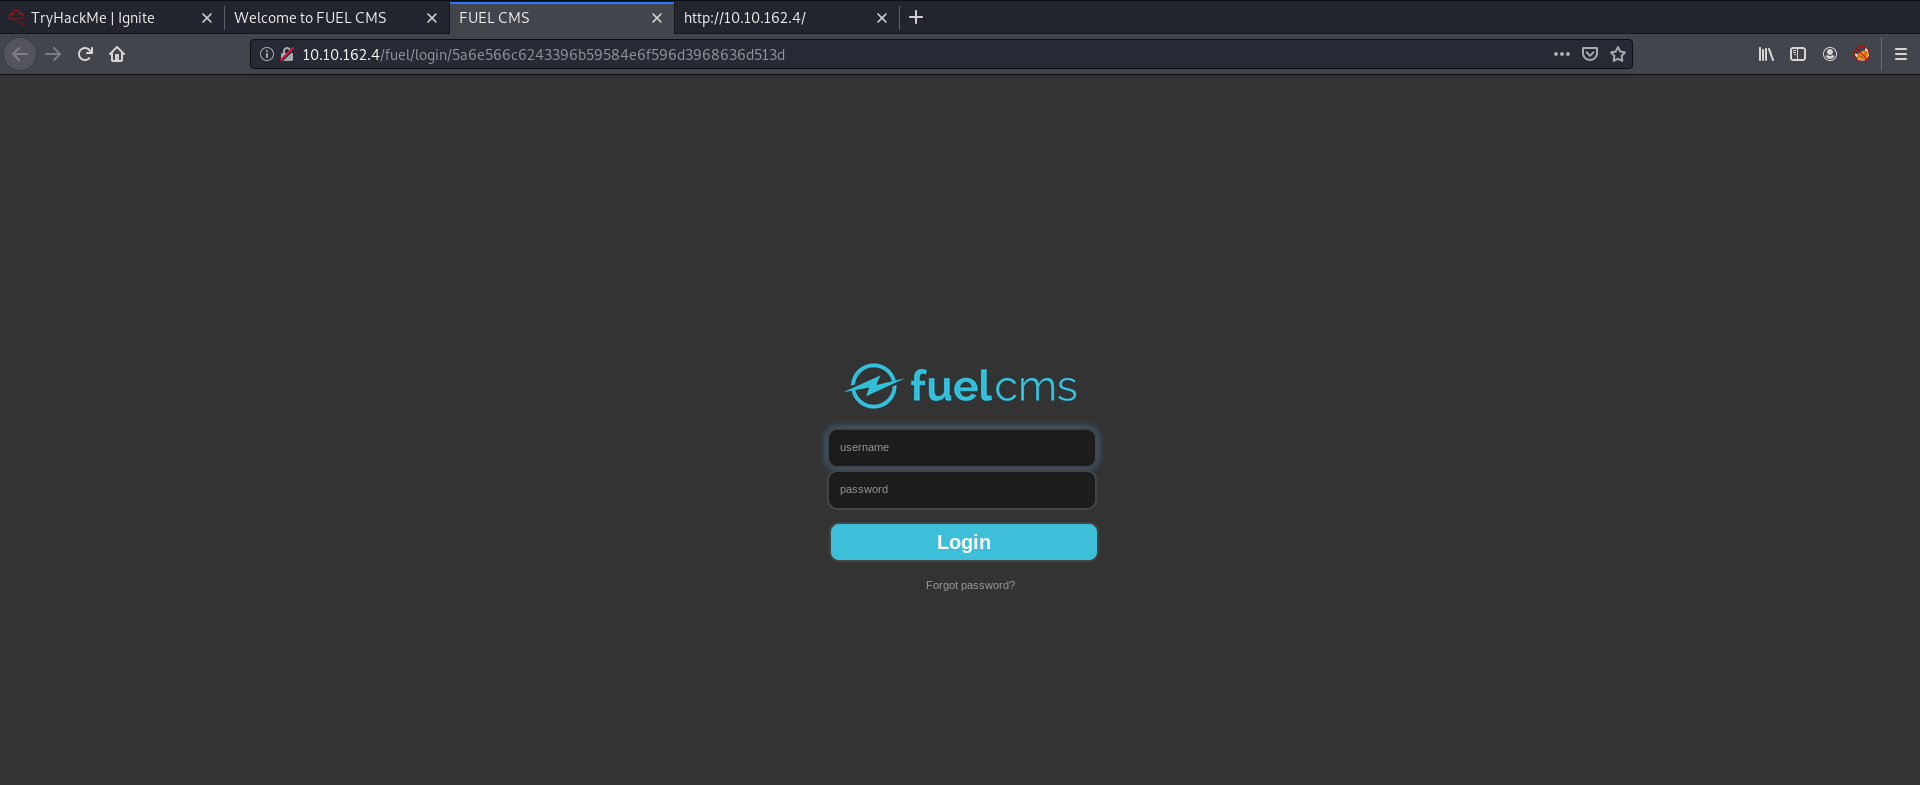 TryHackMe | Ignite
Welcome to FUEL CMS
FUEL CMS
http://10.10.162.4/
10.10.162.4/fuel/login/5a6e566c6243396b59584e6f596d3968636d513d
fuelcms
username
password
Login
Forgot password?